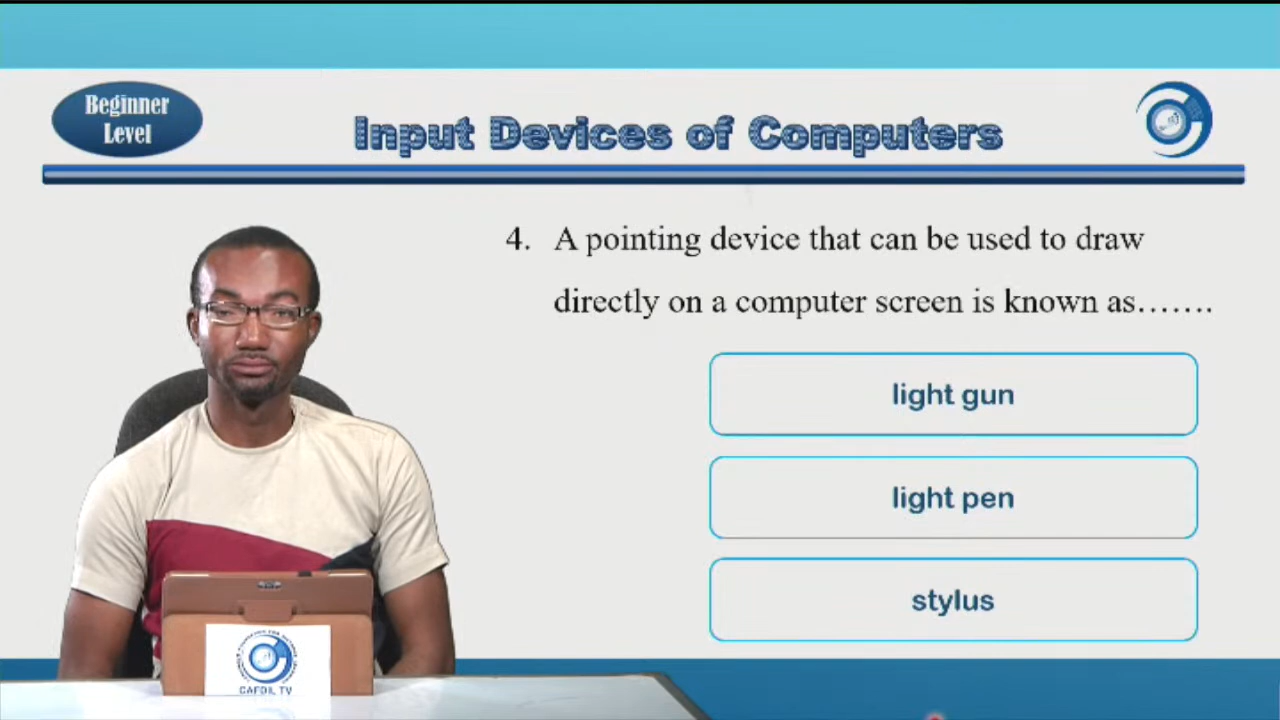 Beginner
Level
Input Devices of Computers
4. A pointing device that can be used to draw
directly on a computer screen is known as…….
light gun
light pen
stylus
CAFDIL TV